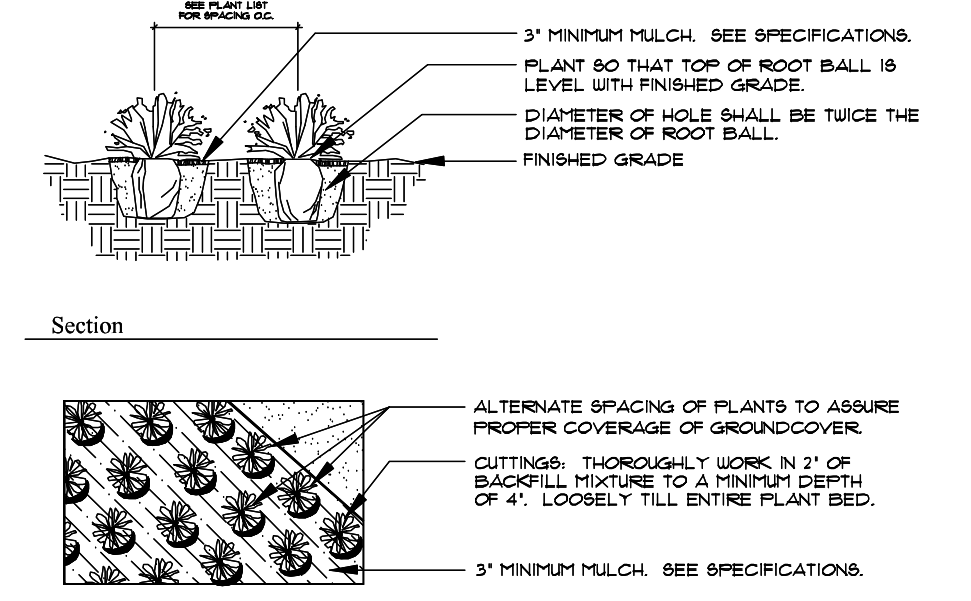 SEE PLANT LIST
FOR SPACING O.C.
3" MINIMUM MULCH. SEE SPECIFICATIONS.
PLANT SO THAT TOP OF ROOT BALL IS
LEVEL WITH FINISHED GRADE.
DIAMETER OF HOLE SHALL BE TWICE THE
DIAMETER OF ROOT BALL.
FINISHED GRADE
Section
ALTERNATE SPACING OF PLANTS TO ASSURE
PROPER COVERAGE OF GROUNDCOVER.
CUTTINGS: THOROUGHLY WORK IN 2" OF
BACKFILL MIXTURE TO A MINIMUM DEPTH
OF 4". LOOSELY TILL ENTIRE PLANT BED.
3" MINIMUM MULCH. SEE SPECIFICATIONS.